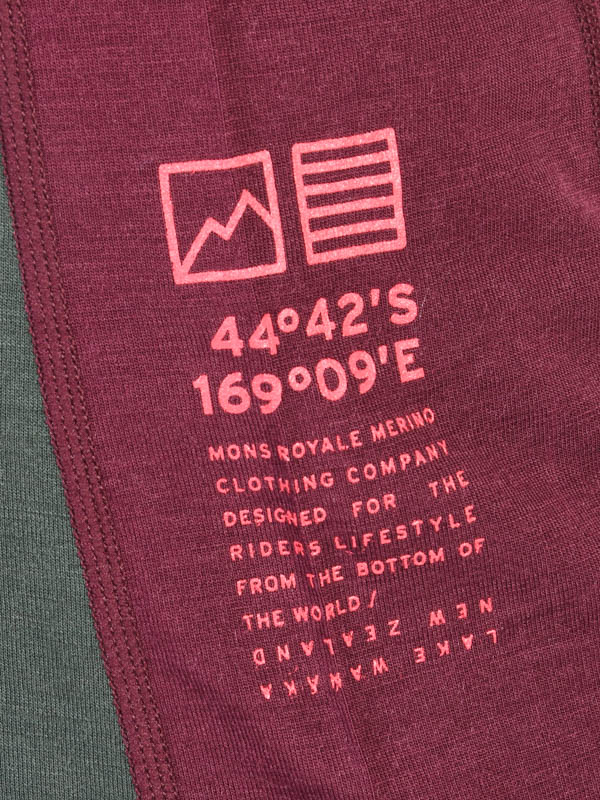 44°42'S
169°09'E
MONS ROYALE MERINO
CLOTHING COMPANY
DESIGNED FOR THE
RIDERS LIFESTYLE
FROM THE BOTTOM OF
THE WORLD/
LAKE WANAKA
NEW ZEALAND